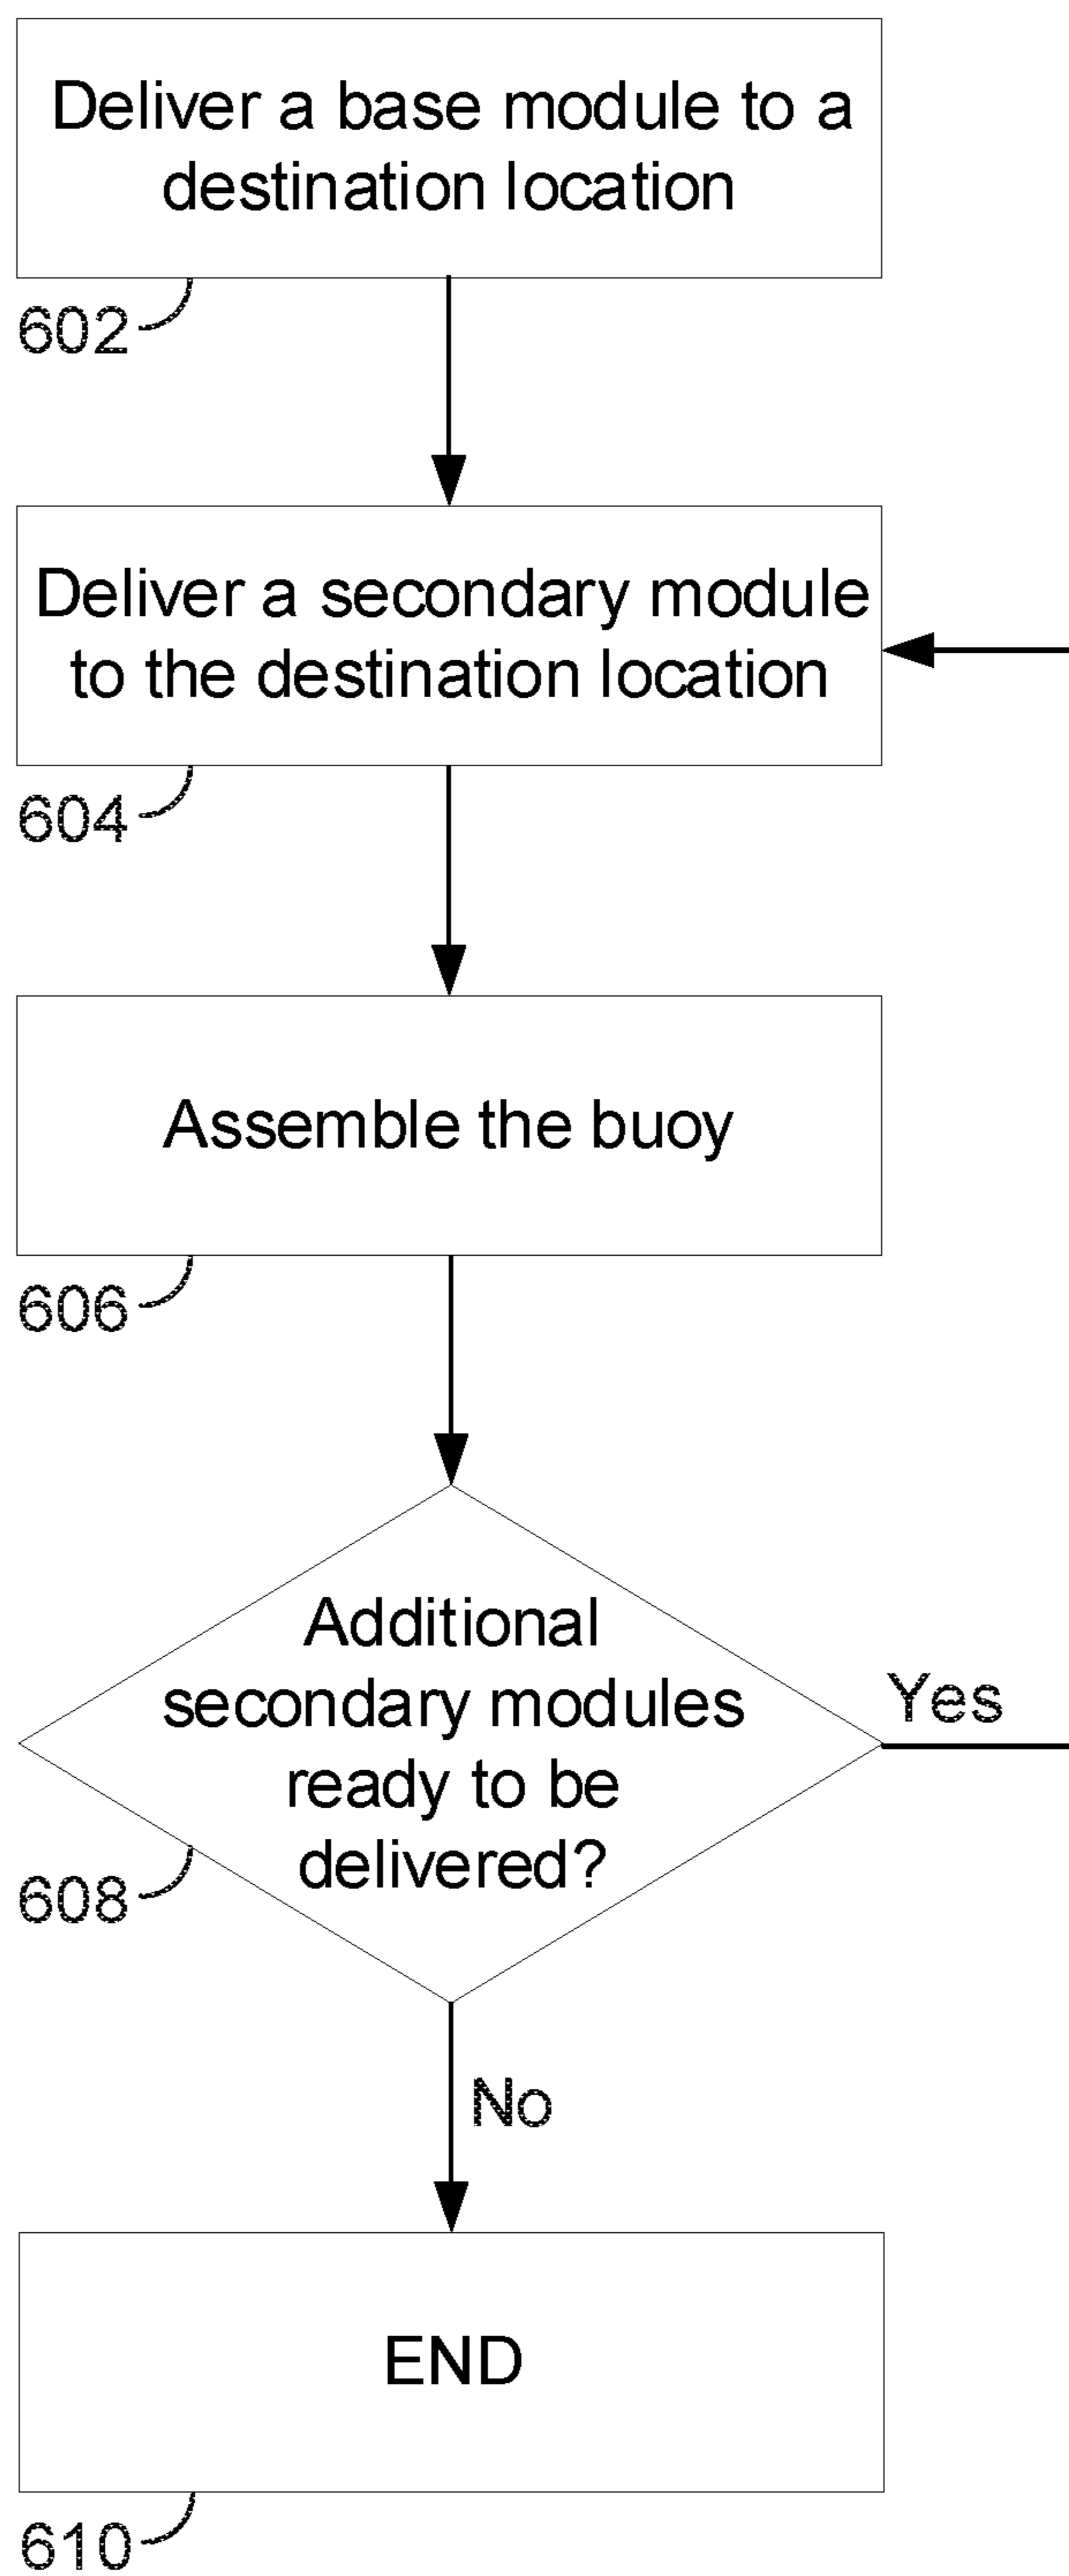 Deliver a base module to a
destination location
602
Deliver a secondary module
to the destination location
604
Assemble the buoy
606
Additional
secondary modules
ready to be
delivered?
Yes
608
No
END
610